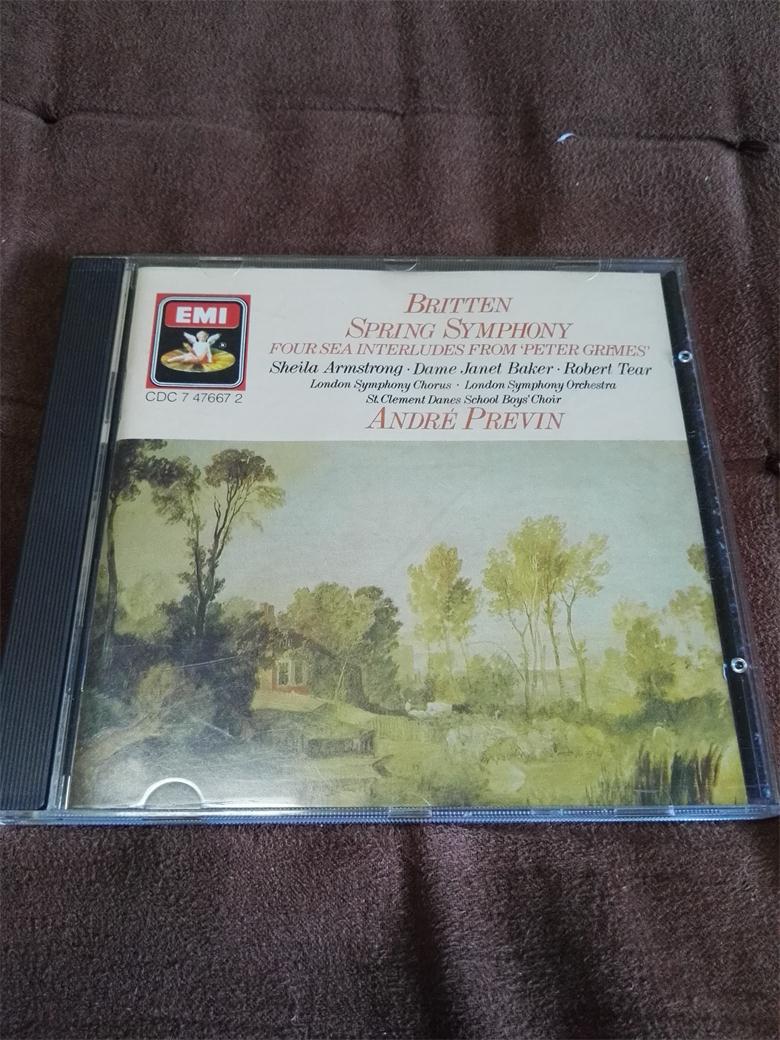 EMI
CDC 7 47667 2
BRITTEN
SPRING SYMPHONY
FOUR SEA INTERLUDES FROM 'PETER GRIMES'
Sheila Armstrong · Dame Janet Baker · Robert Tear
London Symphony Chorus · London Symphony Orchestra
St. Clement Danes School Boys' Choir
ANDRÉ PREVIN